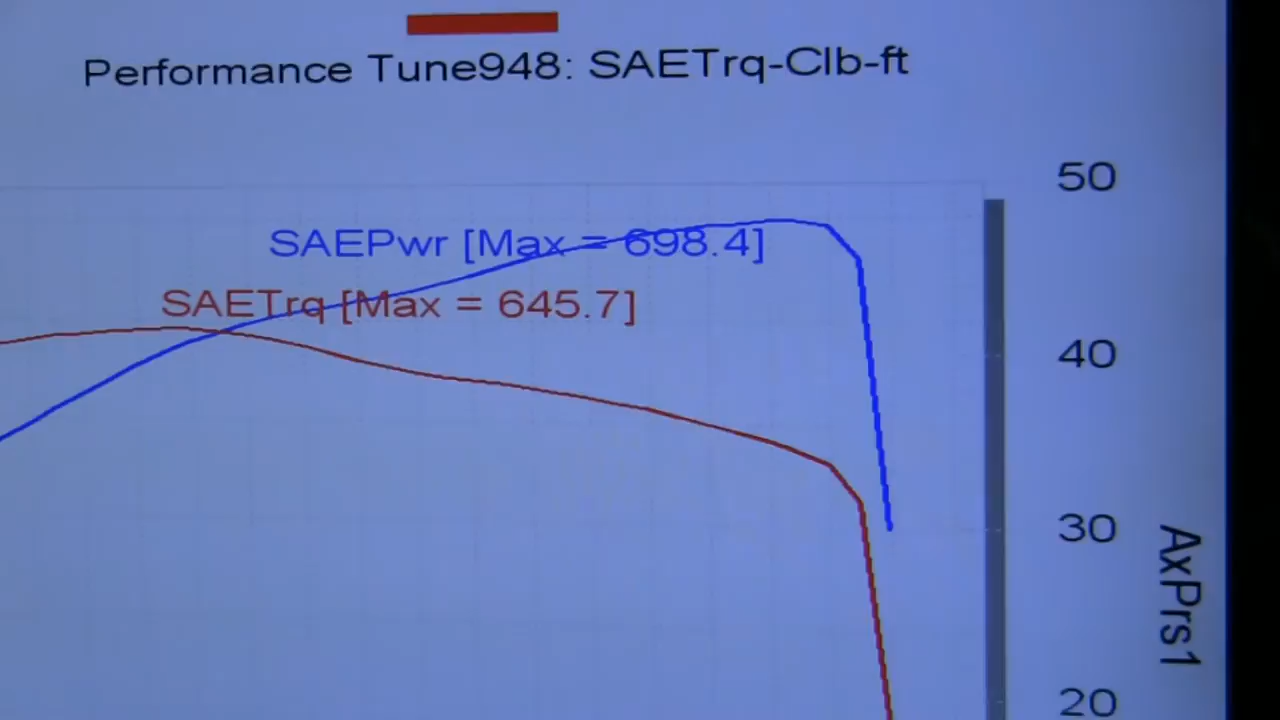 Performance Tune948: SAETrq-Clb-ft
50
SAEPwr [Max = 698.4]
SAETrq [Max = 645.7]
40
30
AxPrs1
20